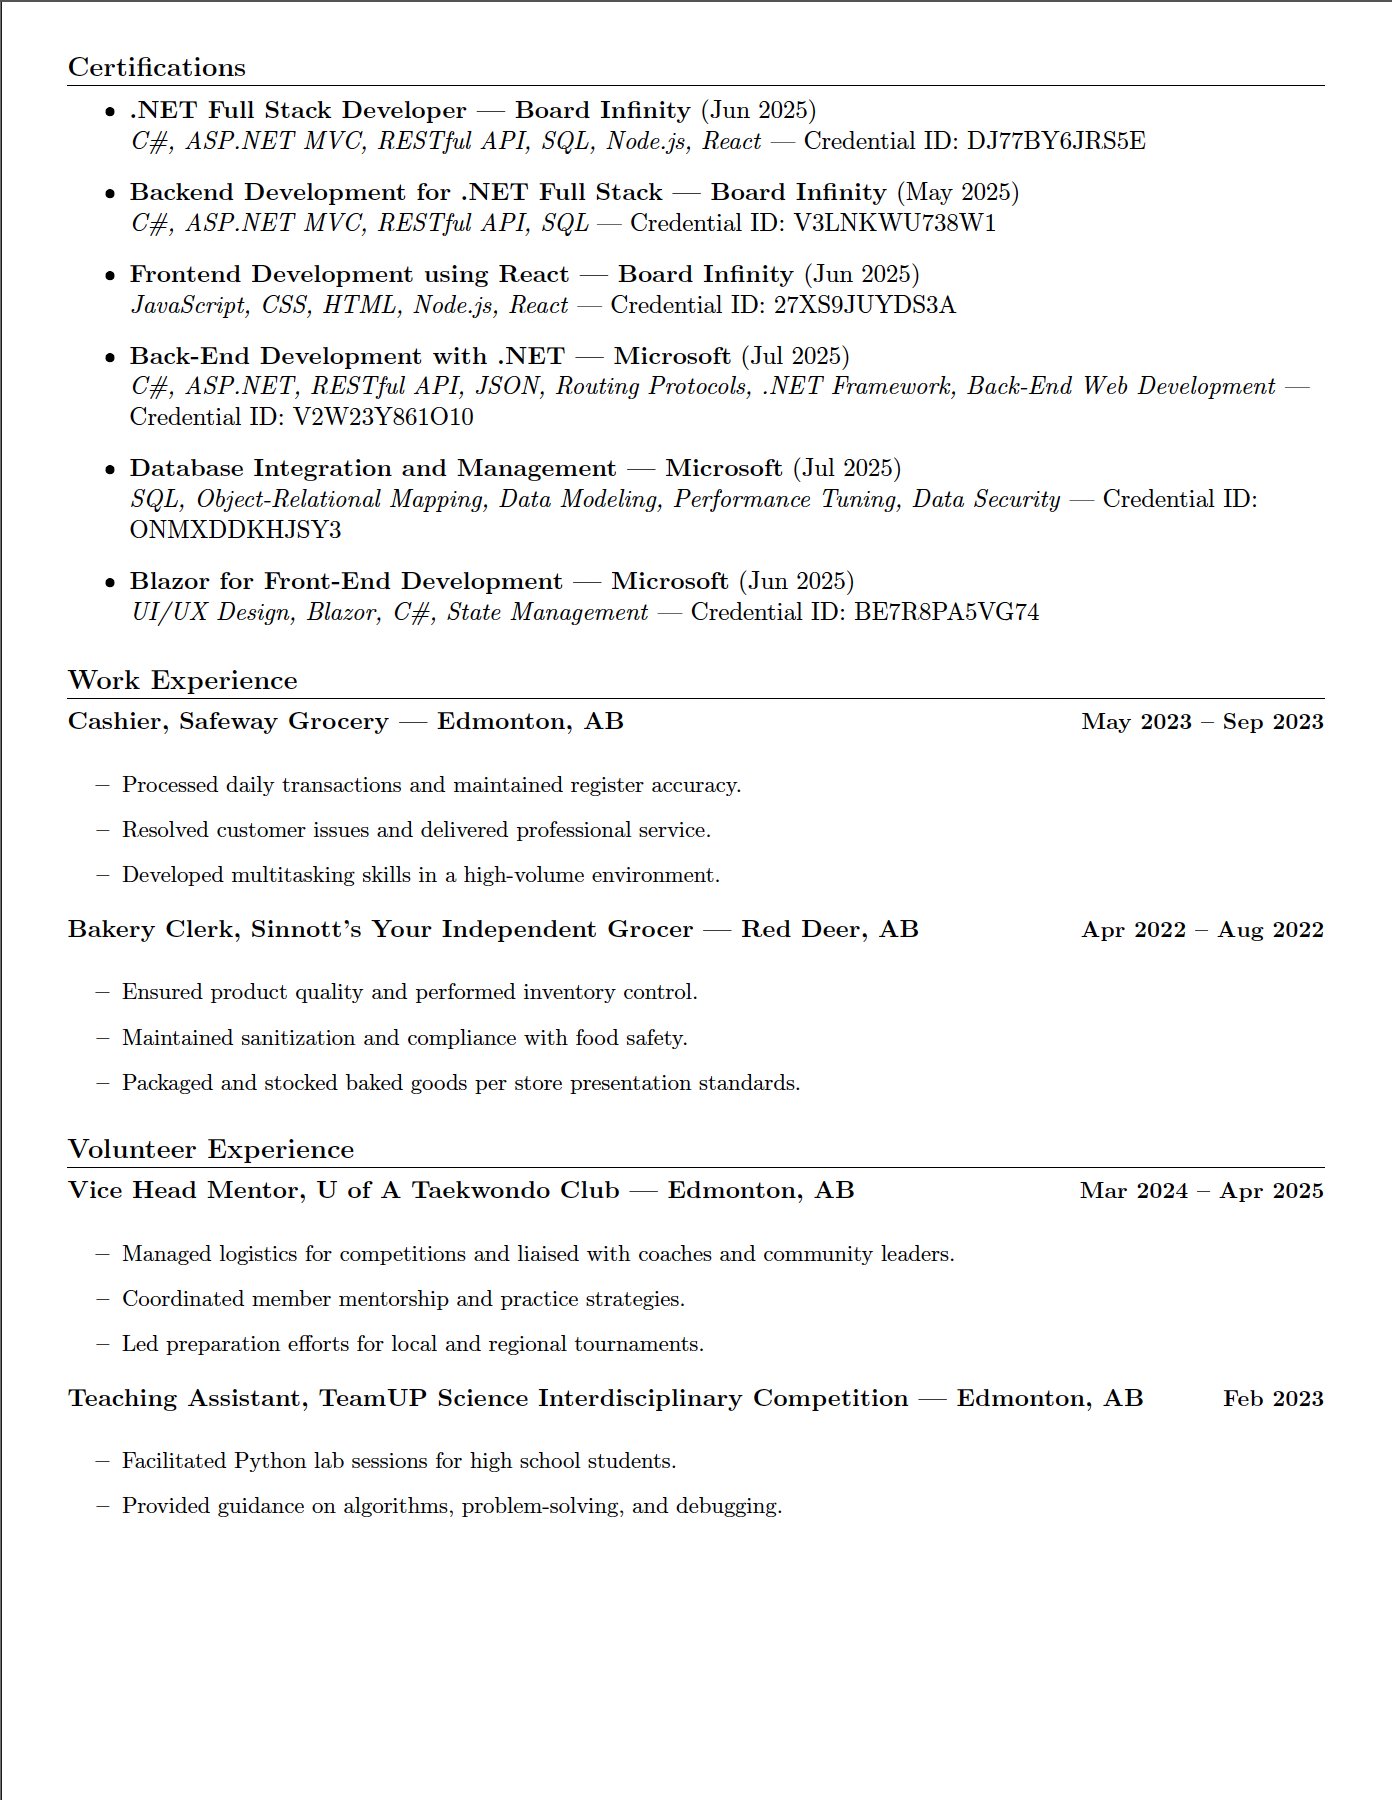 Certifications
• .NET Full Stack Developer — Board Infinity (Jun 2025)
C#, ASP.NET MVC, RESTful API, SQL, Node.js, React — Credential ID: DJ77BY6JRS5E
• Backend Development for .NET Full Stack — Board Infinity (May 2025)
C#, ASP.NET MVC, RESTful API, SQL — Credential ID: V3LNKWU738W1
• Frontend Development using React — Board Infinity (Jun 2025)
JavaScript, CSS, HTML, Node.js, React — Credential ID: 27XS9JUYDS3A
• Back-End Development with .NET — Microsoft (Jul 2025)
C#, ASP.NET, RESTful API, JSON, Routing Protocols, .NET Framework, Back-End Web Development —
Credential ID: V2W23Y861O10
• Database Integration and Management — Microsoft (Jul 2025)
SQL, Object-Relational Mapping, Data Modeling, Performance Tuning, Data Security — Credential ID:
ONMXDDKHJSY3
• Blazor for Front-End Development — Microsoft (Jun 2025)
UI/UX Design, Blazor, C#, State Management — Credential ID: BE7R8PA5VG74
Work Experience
Cashier, Safeway Grocery — Edmonton, AB May 2023 – Sep 2023
– Processed daily transactions and maintained register accuracy.
– Resolved customer issues and delivered professional service.
– Developed multitasking skills in a high-volume environment.
Bakery Clerk, Sinnott's Your Independent Grocer — Red Deer, AB Apr 2022 – Aug 2022
– Ensured product quality and performed inventory control.
– Maintained sanitization and compliance with food safety.
– Packaged and stocked baked goods per store presentation standards.
Volunteer Experience
Vice Head Mentor, U of A Taekwondo Club — Edmonton, AB Mar 2024 – Apr 2025
– Managed logistics for competitions and liaised with coaches and community leaders.
– Coordinated member mentorship and practice strategies.
– Led preparation efforts for local and regional tournaments.
Teaching Assistant, TeamUP Science Interdisciplinary Competition — Edmonton, AB Feb 2023
– Facilitated Python lab sessions for high school students.
– Provided guidance on algorithms, problem-solving, and debugging.